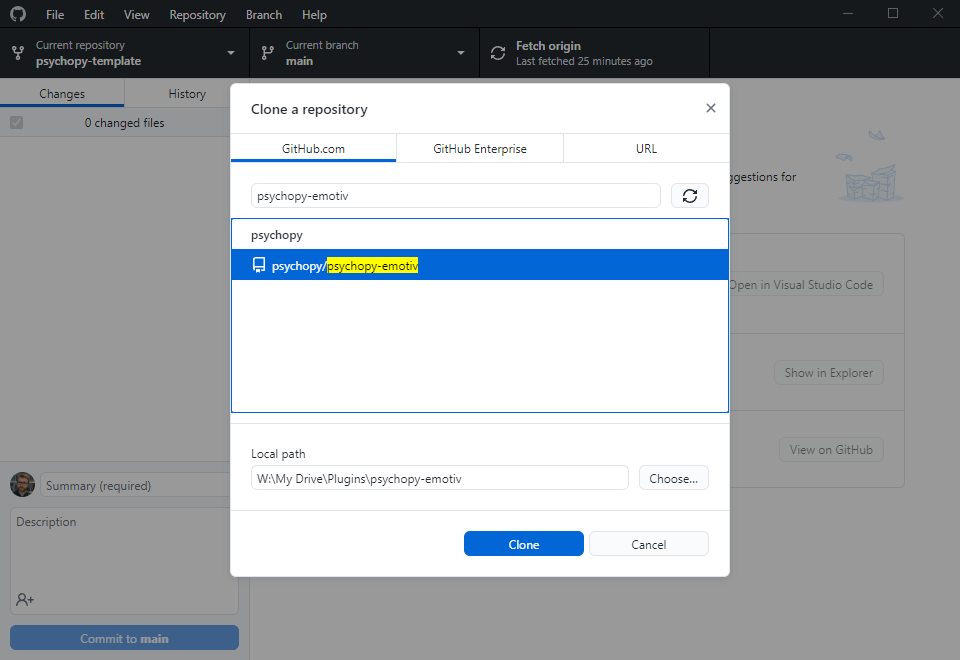 File Edit View Repository Branch Help
Current repository
psychopy-template
Current branch
main
Fetch origin
Last fetched 25 minutes ago
Changes History
0 changed files
Clone a repository
GitHub.com GitHub Enterprise URL
psychopy-emotiv
psychopy
psychopy/psychopy-emotiv
Local path
W:\My Drive\Plugins\psychopy-emotiv
Choose...
Clone Cancel
ggestions for
Open in Visual Studio Code
Show in Explorer
View on GitHub
Summary (required)
Description
Commit to main